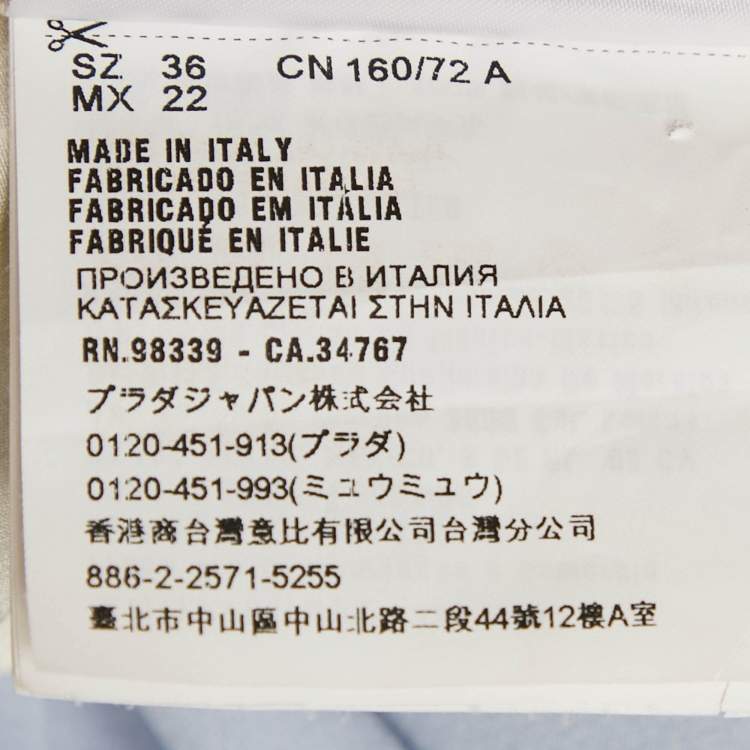 SZ 36 CN 160/72 A
MX 22
MADE IN ITALY
FABRICADO EN ITALIA
FABRICADO EM ITÁLIA
FABRIQUÉ EN ITALIE
ПРОИЗВЕДЕНО В ИТАЛИЯ
ΚΑΤΑΣΚΕΥΑΖΕΤΑΙ ΣΤΗΝ ΙΤΑΛΙΑ
RN.98339 - CA.34767
プラダジャパン株式会社
0120-451-913(プラダ)
0120-451-993(ミュウミュウ)
香港商台灣意比有限公司台灣分公司
886-2-2571-5255
臺北市中山區中山北路二段44號12樓A室